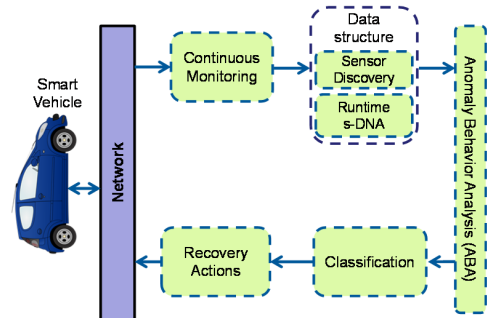 Smart
Vehicle
Network
Continuous
Monitoring
Data
structure
Sensor
Discovery
Runtime
s-DNA
Anomaly Behavior Analysis (ABA)
Recovery
Actions
Classification